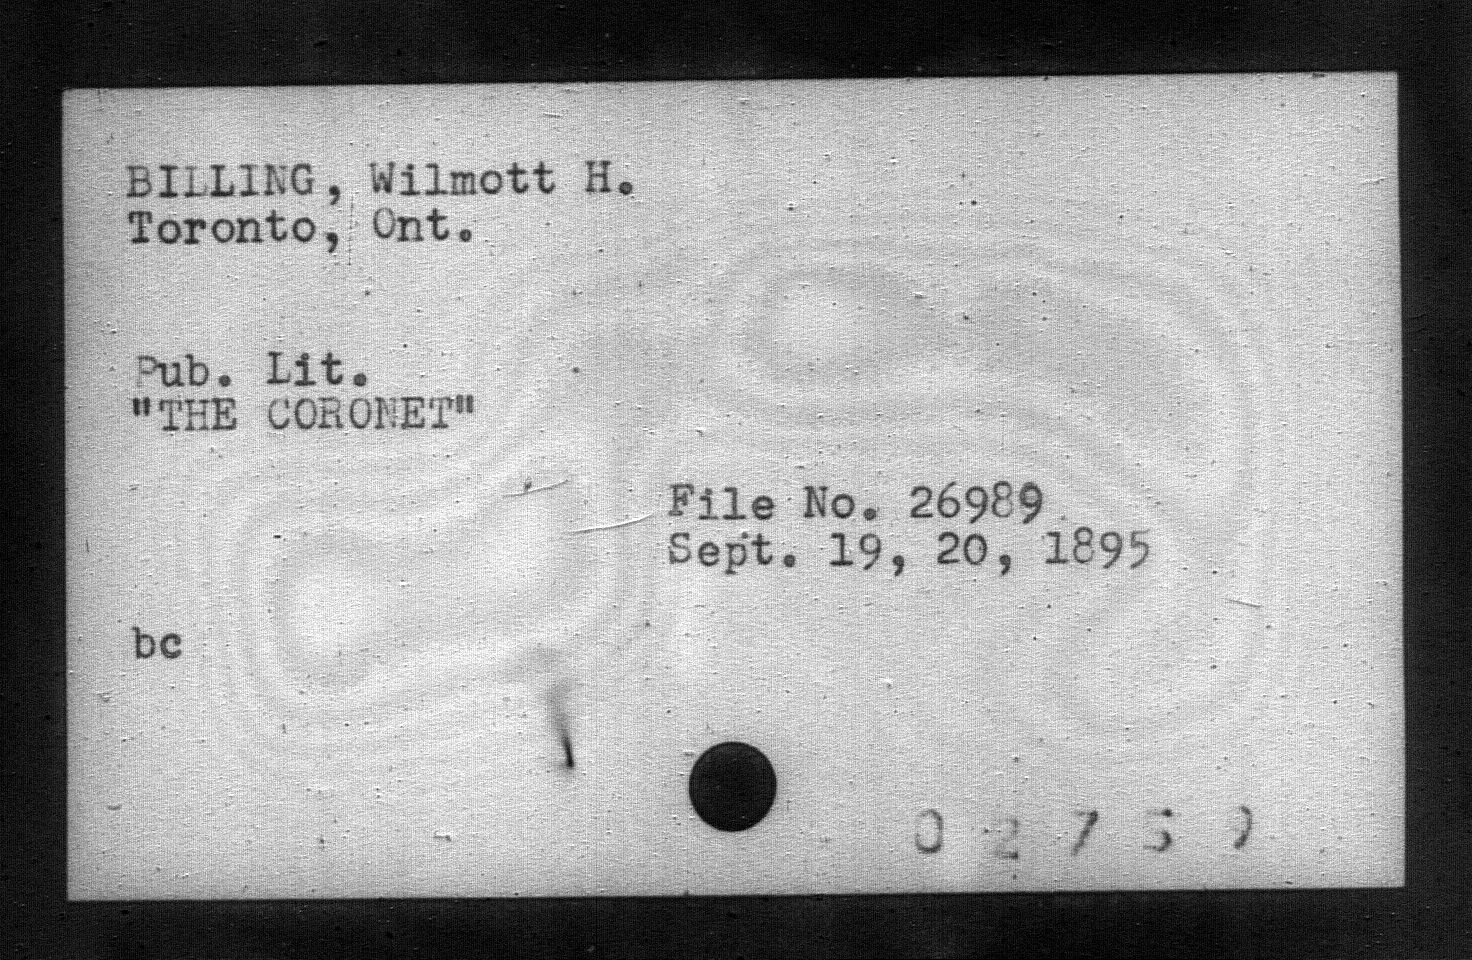 BILLING, Wilmott H.
Toronto, Ont.
Pub. Lit.
"THE CORONET"
File No. 26989
Sept. 19, 20, 1895
bc